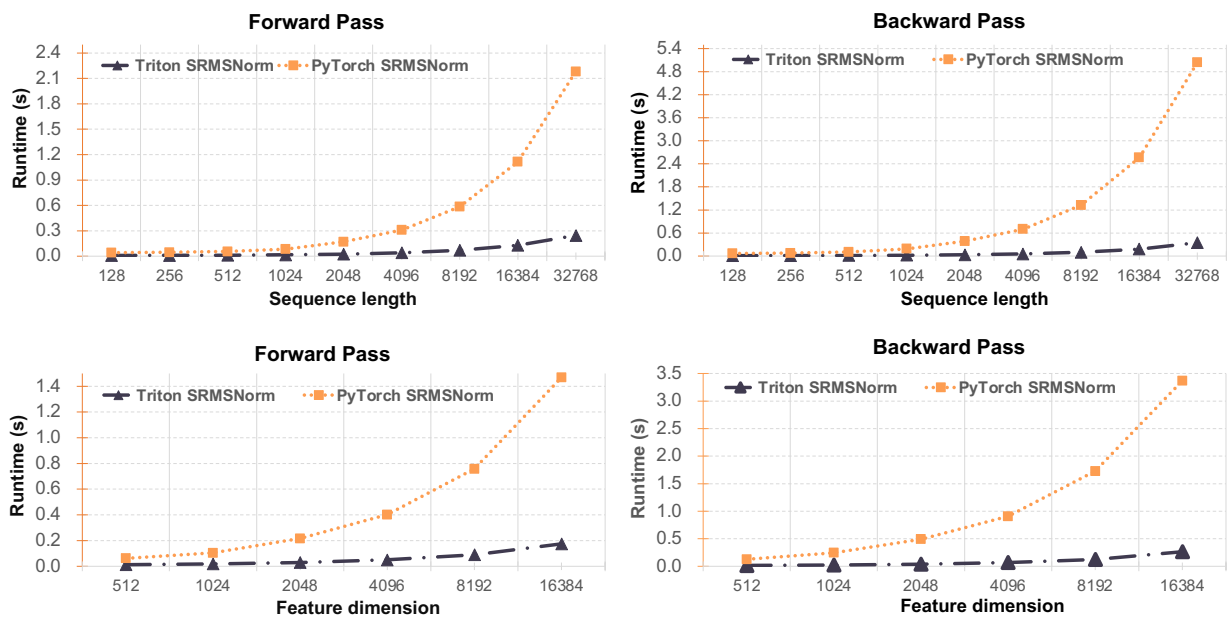 Forward Pass
Triton SRMSNorm
PyTorch SRMSNorm
Runtime (s)
2.4
2.1
1.8
1.5
1.2
0.9
0.6
0.3
0.0
128 256 512 1024 2048 4096 8192 16384 32768
Sequence length
Backward Pass
Triton SRMSNorm
PyTorch SRMSNorm
Runtime (s)
5.4
4.8
4.2
3.6
3.0
2.4
1.8
1.2
0.6
0.0
128 256 512 1024 2048 4096 8192 16384 32768
Sequence length
Forward Pass
Triton SRMSNorm
PyTorch SRMSNorm
Runtime (s)
1.4
1.2
1.0
0.8
0.6
0.4
0.2
0.0
512 1024 2048 4096 8192 16384
Feature dimension
Backward Pass
Triton SRMSNorm
PyTorch SRMSNorm
Runtime (s)
3.5
3.0
2.5
2.0
1.5
1.0
0.5
0.0
512 1024 2048 4096 8192 16384
Feature dimension